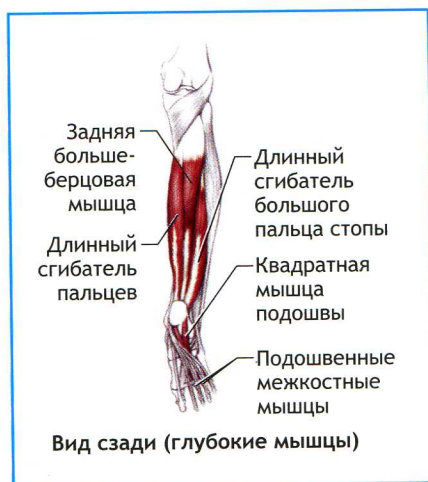 Задняя
больше-
берцовая
мышца
Длинный
сгибатель
пальцев
Длинный
сгибатель
большого
пальца стопы
Квадратная
мышца
подошвы
Подошвенные
межкостные
мышцы
Вид сзади (глубокие мышцы)